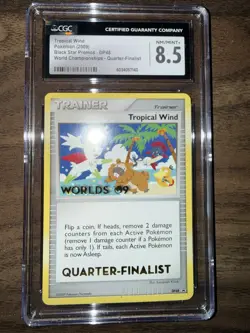 CGC
CERTIFIED GUARANTY COMPANY
Tropical Wind
Pokémon (2009)
Black Star Promos - DP48
World Championships - Quarter-Finalist
NM/MINT+
8.5
TRAINER
Trainer
Tropical Wind
WORLDS 09
Flip a coin. If heads, remove 2 damage
counters from each Active Pokémon
(remove 1 damage counter if a Pokémon
has only 1). If tails, each Active Pokémon
is now Asleep.
QUARTER-FINALIST